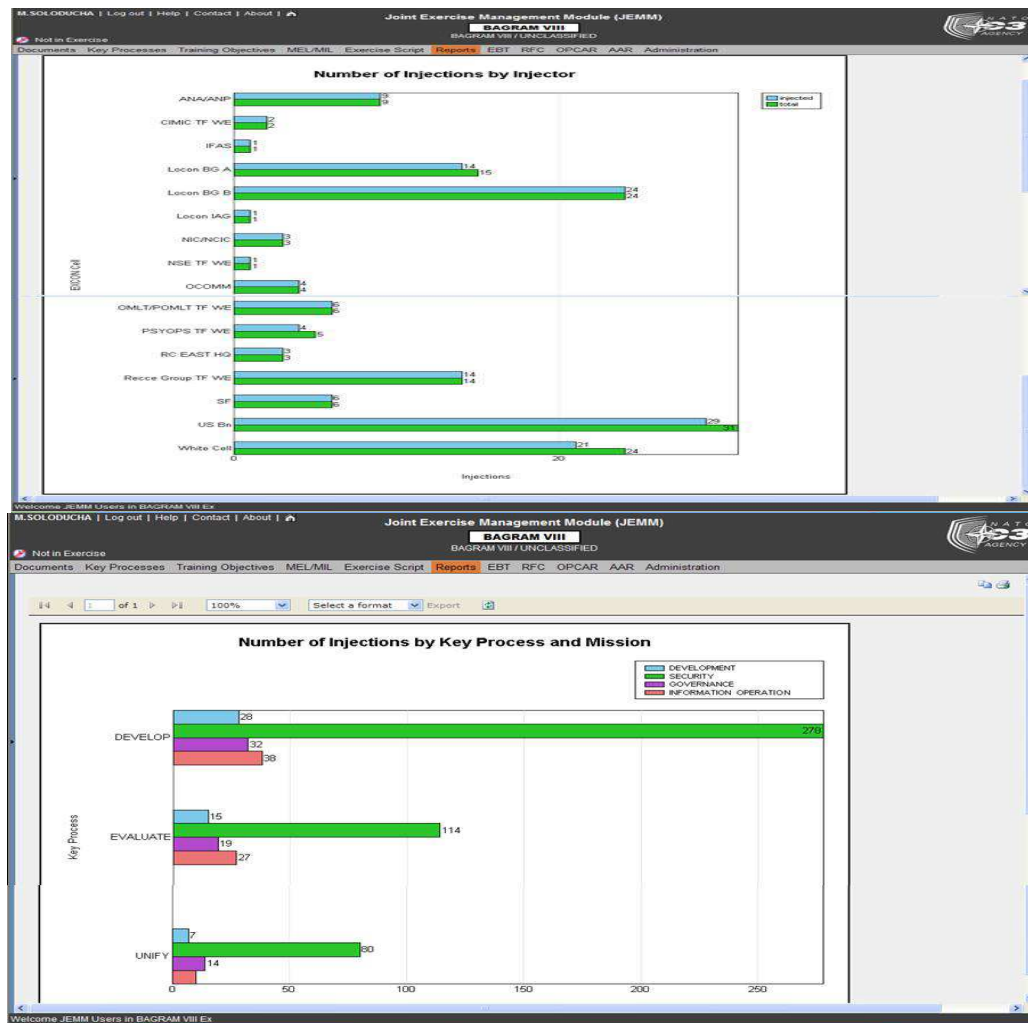 M.SOLODUCHA | Log out | Help | Contact | About |
Joint Exercise Management Module (JEMM)
BAGRAM VIII
BAGRAM VIII / UNCLASSIFIED
NATO
C3
AGENCY
Not in Exercise
Documents Key Processes Training Objectives MEL/MIL Exercise Script Reports EBT RFC OPCAR AAR Administration
Number of Injections by Injector
injected
total
EXCON Cell
ANA/ANP 9 9
CIMIC TF WE 2 2
IFAS 1 1
Locon BG A 14 15
Locon BG B 24 24
Locon IAG 1 1
NIC/NCIC 3 3
NSE TF WE 1 1
OCOMM 4 4
OMLT/POMLT TF WE 6 6
PSYOPS TF WE 4 5
RC EAST HQ 3 3
Recce Group TF WE 14 14
SF 6 6
US Bn 29 31
White Cell 21 24
0 20
Injections
Welcome JEMM Users in BAGRAM VIII Ex
M.SOLODUCHA | Log out | Help | Contact | About |
Joint Exercise Management Module (JEMM)
BAGRAM VIII
BAGRAM VIII / UNCLASSIFIED
NATO
C3
AGENCY
Not in Exercise
Documents Key Processes Training Objectives MEL/MIL Exercise Script Reports EBT RFC OPCAR AAR Administration
1 of 1 100% Select a format Export
Number of Injections by Key Process and Mission
DEVELOPMENT
SECURITY
GOVERNANCE
INFORMATION OPERATION
Key Process
DEVELOP 28 278 32 38
EVALUATE 15 114 19 27
UNIFY 7 80 14
0 50 100 150 200 250
Welcome JEMM Users in BAGRAM VIII Ex